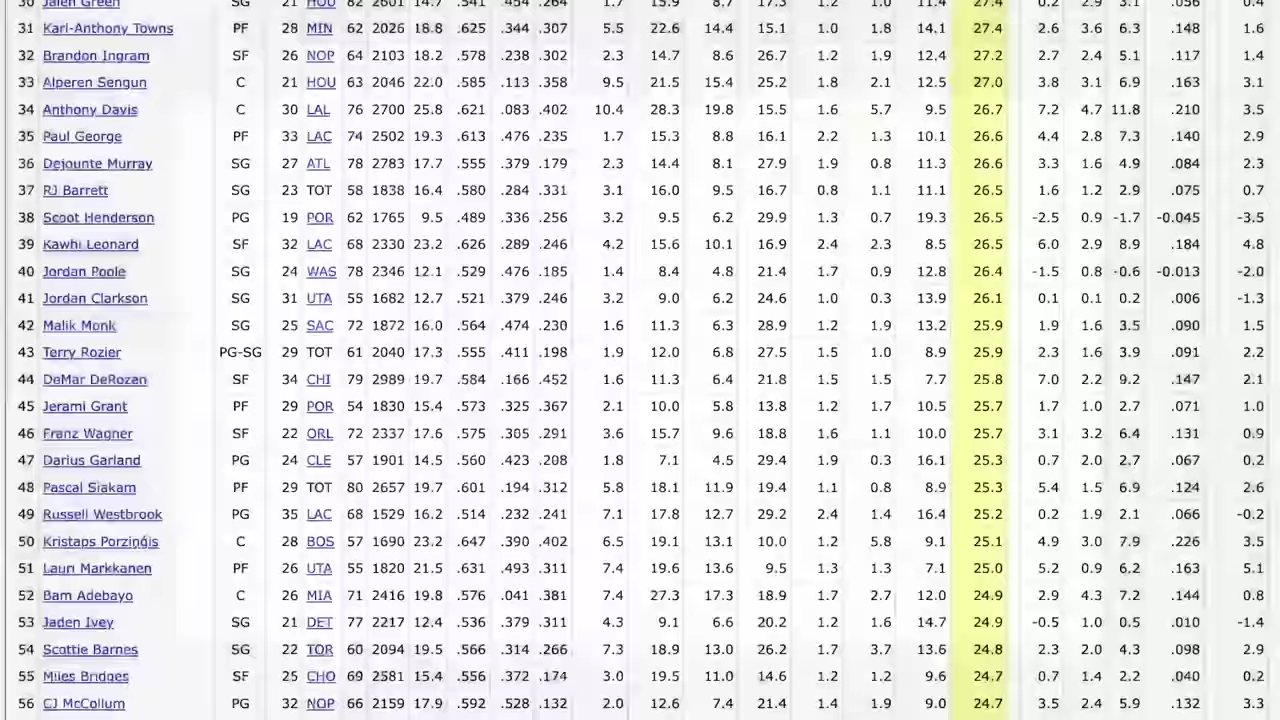 30 Jalen Green SG 21 HOU 82 2601 14.7 .541 .454 .264 1.7 15.9 8.7 17.3 1.2 1.0 11.4 27.4 0.2 2.9 3.1 .056 0.4
31 Karl-Anthony Towns PF 28 MIN 62 2026 18.8 .625 .344 .307 5.5 22.6 14.4 15.1 1.0 1.8 14.1 27.4 2.6 3.6 6.3 .148 1.6
32 Brandon Ingram SF 26 NOP 64 2103 18.2 .578 .238 .302 2.3 14.7 8.6 26.7 1.2 1.9 12.4 27.2 2.7 2.4 5.1 .117 1.4
33 Alperen Sengun C 21 HOU 63 2046 22.0 .585 .113 .358 9.5 21.5 15.4 25.2 1.8 2.1 12.5 27.0 3.8 3.1 6.9 .163 3.1
34 Anthony Davis C 30 LAL 76 2700 25.8 .621 .083 .402 10.4 28.3 19.8 15.5 1.6 5.7 9.5 26.7 7.2 4.7 11.8 .210 3.5
35 Paul George PF 33 LAC 74 2502 19.3 .613 .476 .235 1.7 15.3 8.8 16.1 2.2 1.3 10.1 26.6 4.4 2.8 7.3 .140 2.9
36 Dejounte Murray SG 27 ATL 78 2783 17.7 .555 .379 .179 2.3 14.4 8.1 27.9 1.9 0.8 11.3 26.6 3.3 1.6 4.9 .084 2.3
37 RJ Barrett SG 23 TOT 58 1838 16.4 .580 .284 .331 3.1 16.0 9.5 16.7 0.8 1.1 11.1 26.5 1.6 1.2 2.9 .075 0.7
38 Scoot Henderson PG 19 POR 62 1765 9.5 .489 .336 .256 3.2 9.5 6.2 29.9 1.3 0.7 19.3 26.5 -2.5 0.9 -1.7 -0.045 -3.5
39 Kawhi Leonard SF 32 LAC 68 2330 23.2 .626 .289 .246 4.2 15.6 10.1 16.9 2.4 2.3 8.5 26.5 6.0 2.9 8.9 .184 4.8
40 Jordan Poole SG 24 WAS 78 2346 12.1 .529 .476 .185 1.4 8.4 4.8 21.4 1.7 0.9 12.8 26.4 -1.5 0.8 -0.6 -0.013 -2.0
41 Jordan Clarkson SG 31 UTA 55 1682 12.7 .521 .379 .246 3.2 9.0 6.2 24.6 1.0 0.3 13.9 26.1 0.1 0.1 0.2 .006 -1.3
42 Malik Monk SG 25 SAC 72 1872 16.0 .564 .474 .230 1.6 11.3 6.3 28.9 1.2 1.9 13.2 25.9 1.9 1.6 3.5 .090 1.5
43 Terry Rozier PG-SG 29 TOT 61 2040 17.3 .555 .411 .198 1.9 12.0 6.8 27.5 1.5 1.0 8.9 25.9 2.3 1.6 3.9 .091 2.2
44 DeMar DeRozan SF 34 CHI 79 2989 19.7 .584 .166 .452 1.6 11.3 6.4 21.8 1.5 1.5 7.7 25.8 7.0 2.2 9.2 .147 2.1
45 Jerami Grant PF 29 POR 54 1830 15.4 .573 .325 .367 2.1 10.0 5.8 13.8 1.2 1.7 10.5 25.7 1.7 1.0 2.7 .071 1.0
46 Franz Wagner SF 22 ORL 72 2337 17.6 .575 .305 .291 3.6 15.7 9.6 18.8 1.6 1.1 10.0 25.7 3.1 3.2 6.4 .131 0.9
47 Darius Garland PG 24 CLE 57 1901 14.5 .560 .423 .208 1.8 7.1 4.5 29.4 1.9 0.3 16.1 25.3 0.7 2.0 2.7 .067 0.2
48 Pascal Siakam PF 29 TOT 80 2657 19.7 .601 .194 .312 5.8 18.1 11.9 19.4 1.1 0.8 8.9 25.3 5.4 1.5 6.9 .124 2.6
49 Russell Westbrook PG 35 LAC 68 1529 16.2 .514 .232 .241 7.1 17.8 12.7 29.2 2.4 1.4 16.4 25.2 0.2 1.9 2.1 .066 -0.2
50 Kristaps Porziņģis C 28 BOS 57 1690 23.2 .647 .390 .402 6.5 19.1 13.1 10.0 1.2 5.8 9.1 25.1 4.9 3.0 7.9 .226 3.5
51 Lauri Markkanen PF 26 UTA 55 1820 21.5 .631 .493 .311 7.4 19.6 13.6 9.5 1.3 1.3 7.1 25.0 5.2 0.9 6.2 .163 5.1
52 Bam Adebayo C 26 MIA 71 2416 19.8 .576 .041 .381 7.4 27.3 17.3 18.9 1.7 2.7 12.0 24.9 2.9 4.3 7.2 .144 0.8
53 Jaden Ivey SG 21 DET 77 2217 12.4 .536 .379 .311 4.3 9.1 6.6 20.2 1.2 1.6 14.7 24.9 -0.5 1.0 0.5 .010 -1.4
54 Scottie Barnes SG 22 TOR 60 2094 19.5 .566 .314 .266 7.3 18.9 13.0 26.2 1.7 3.7 13.6 24.8 2.3 2.0 4.3 .098 2.9
55 Miles Bridges SF 25 CHO 69 2581 15.4 .556 .372 .174 3.0 19.5 11.0 14.6 1.2 1.2 9.6 24.7 0.7 1.4 2.2 .040 0.2
56 CJ McCollum PG 32 NOP 66 2159 17.9 .592 .528 .132 2.0 12.6 7.4 21.4 1.4 1.9 9.0 24.7 3.5 2.4 5.9 .132 3.3